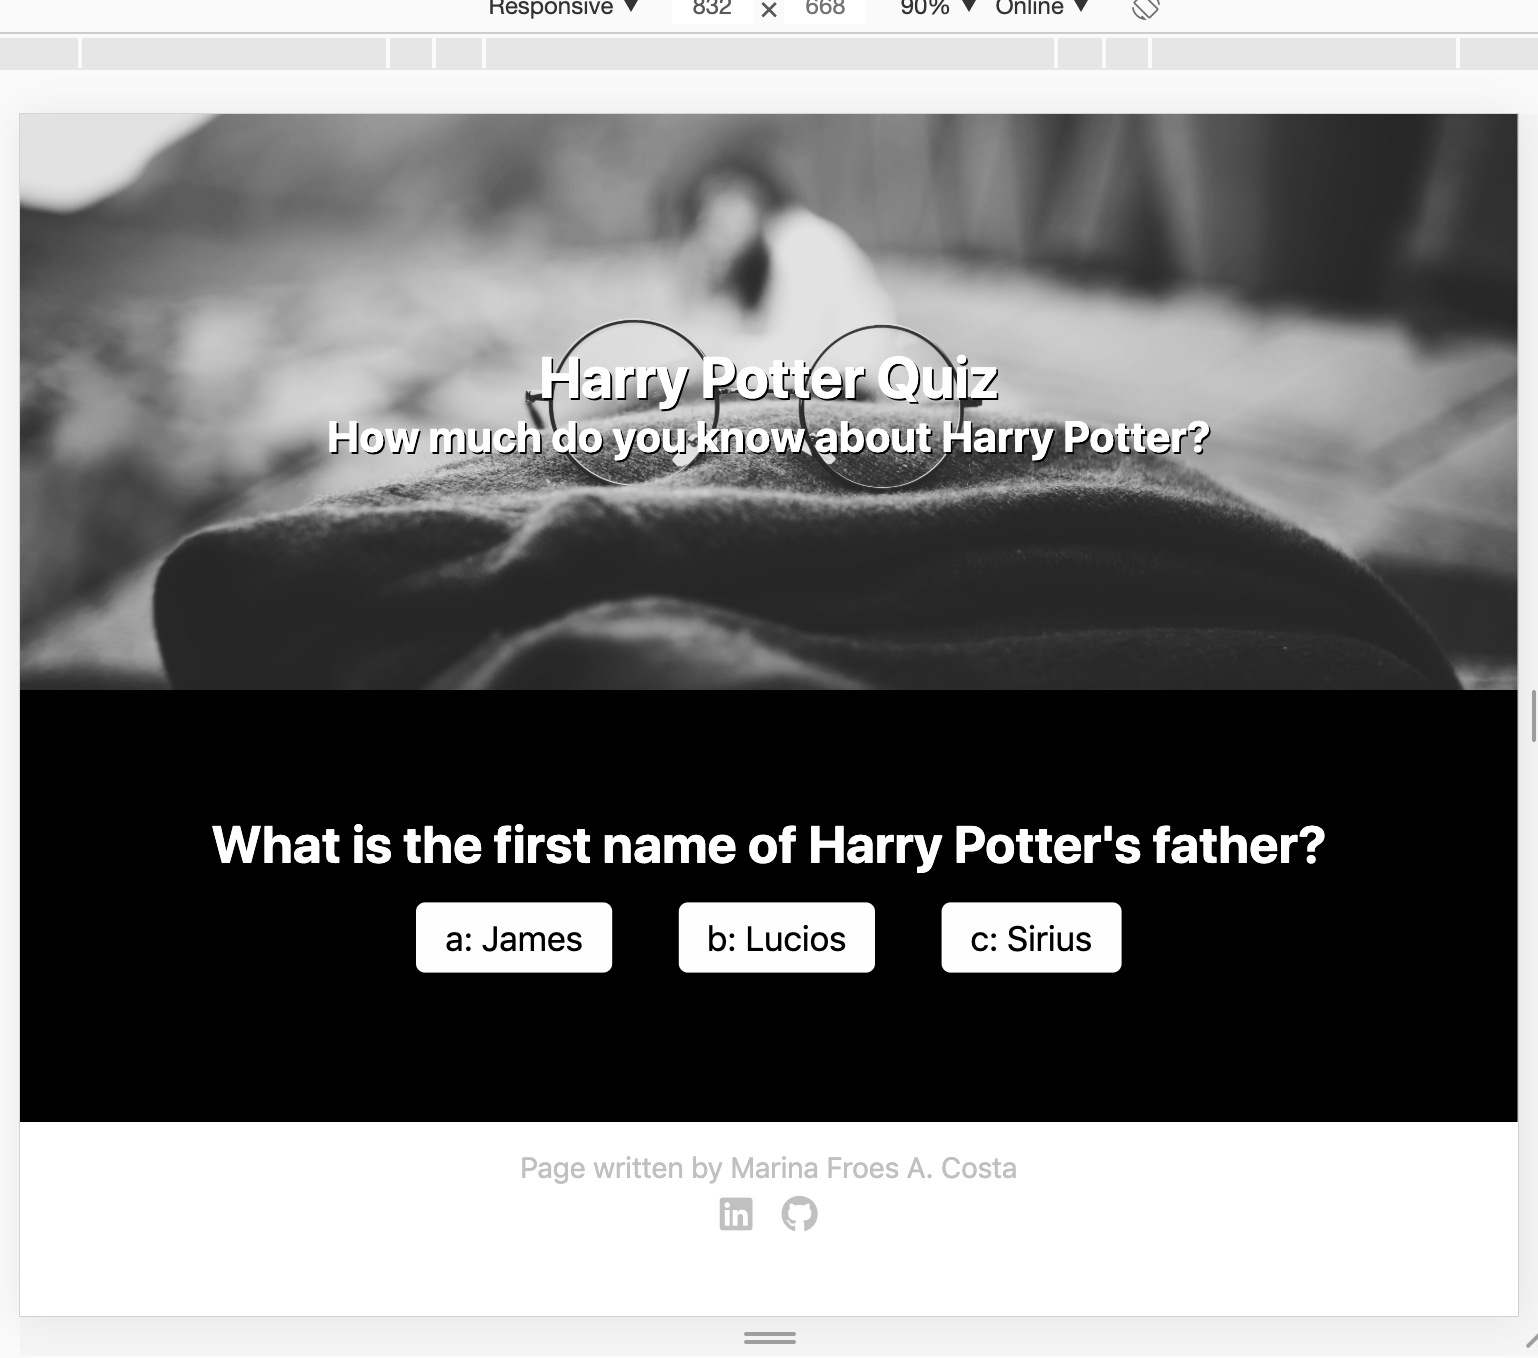 Responsive ▼ 832 × 668 90% ▼ Online ▼
Harry Potter Quiz
How much do you know about Harry Potter?
What is the first name of Harry Potter's father?
a: James b: Lucios c: Sirius
Page written by Marina Froes A. Costa
in